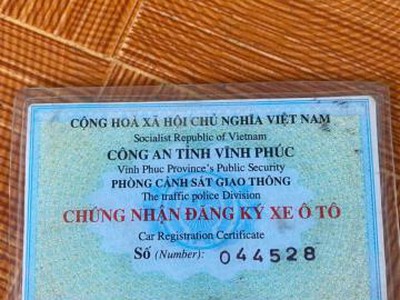 CỘNG HOÀ XÃ HỘI CHỦ NGHĨA VIỆT NAM
Socialist Republic of Vietnam
CÔNG AN TỈNH VĨNH PHÚC
Vinh Phuc Province's Public Security
PHÒNG CẢNH SÁT GIAO THÔNG
The traffic police Division
CHỨNG NHẬN ĐĂNG KÝ XE Ô TÔ
Car Registration Certificate
Số (Number): 044528